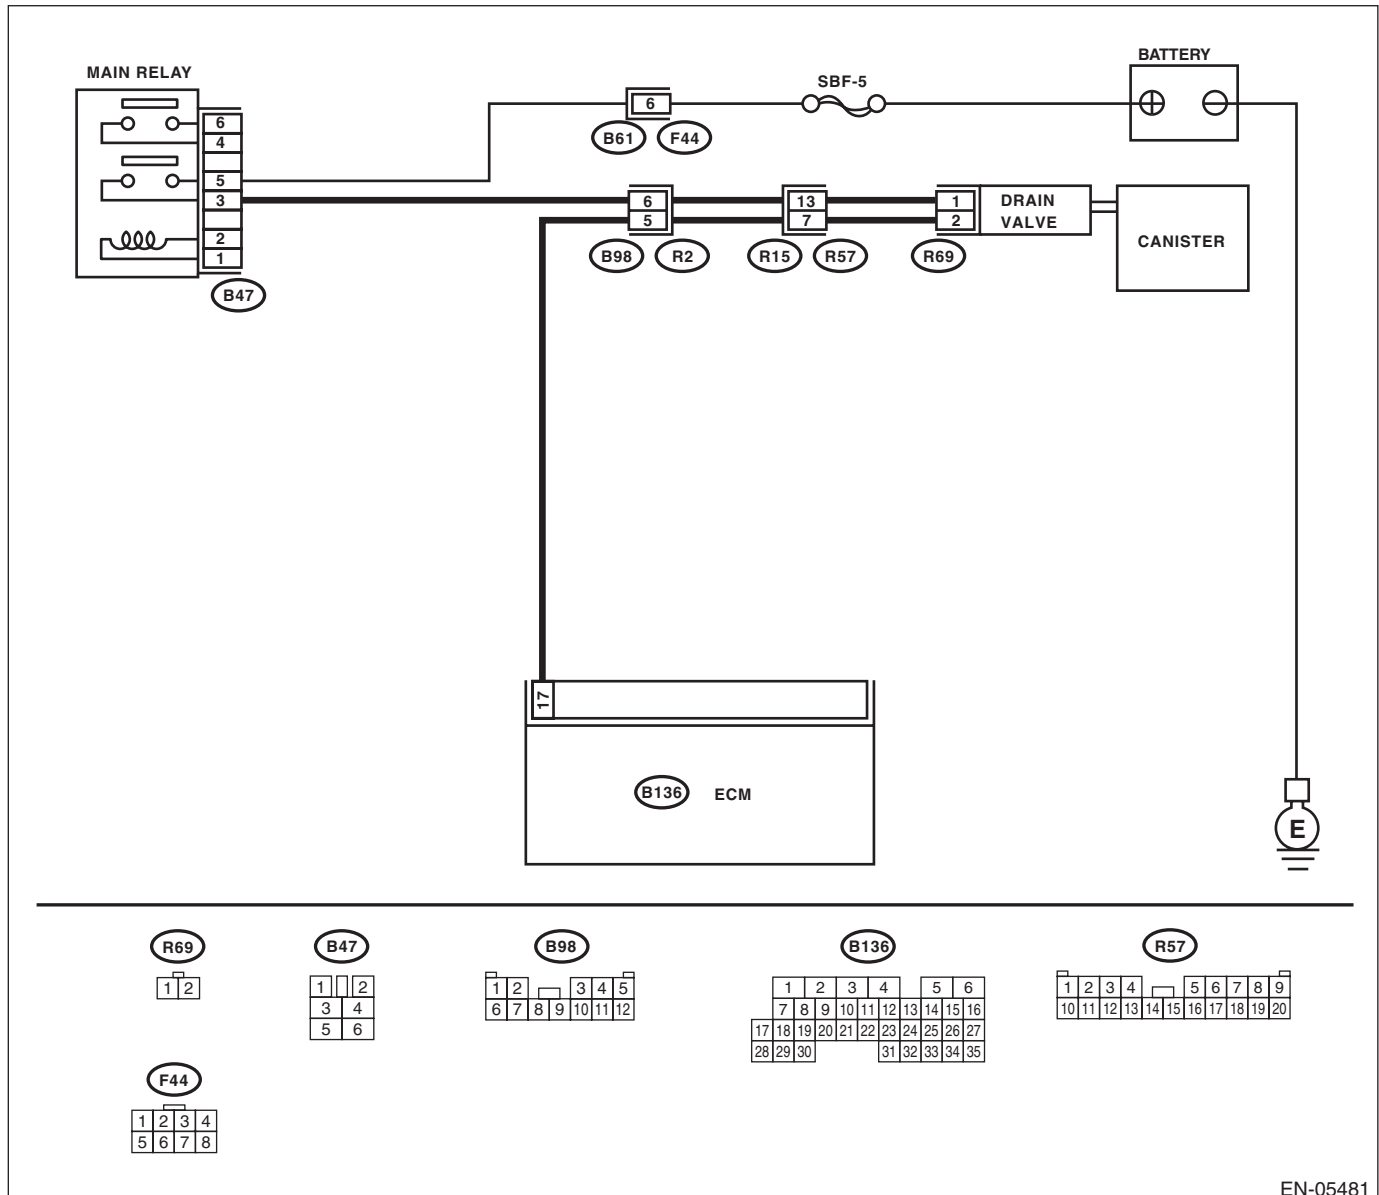 BATTERY
MAIN RELAY
SBF-5
6
B61 F44
6
4
5
3
2
1
B47
6
5
B98 R2
13
7
R15 R57
1
2
R69
DRAIN
VALVE
CANISTER
17
B136 ECM
E
R69
1 2
B47
1 2
3 4
5 6
B98
1 2 3 4 5
6 7 8 9 10 11 12
B136
1 2 3 4 5 6
7 8 9 10 11 12 13 14 15 16
17 18 19 20 21 22 23 24 25 26 27
28 29 30 31 32 33 34 35
R57
1 2 3 4 5 6 7 8 9
10 11 12 13 14 15 16 17 18 19 20
F44
1 2 3 4
5 6 7 8
EN-05481